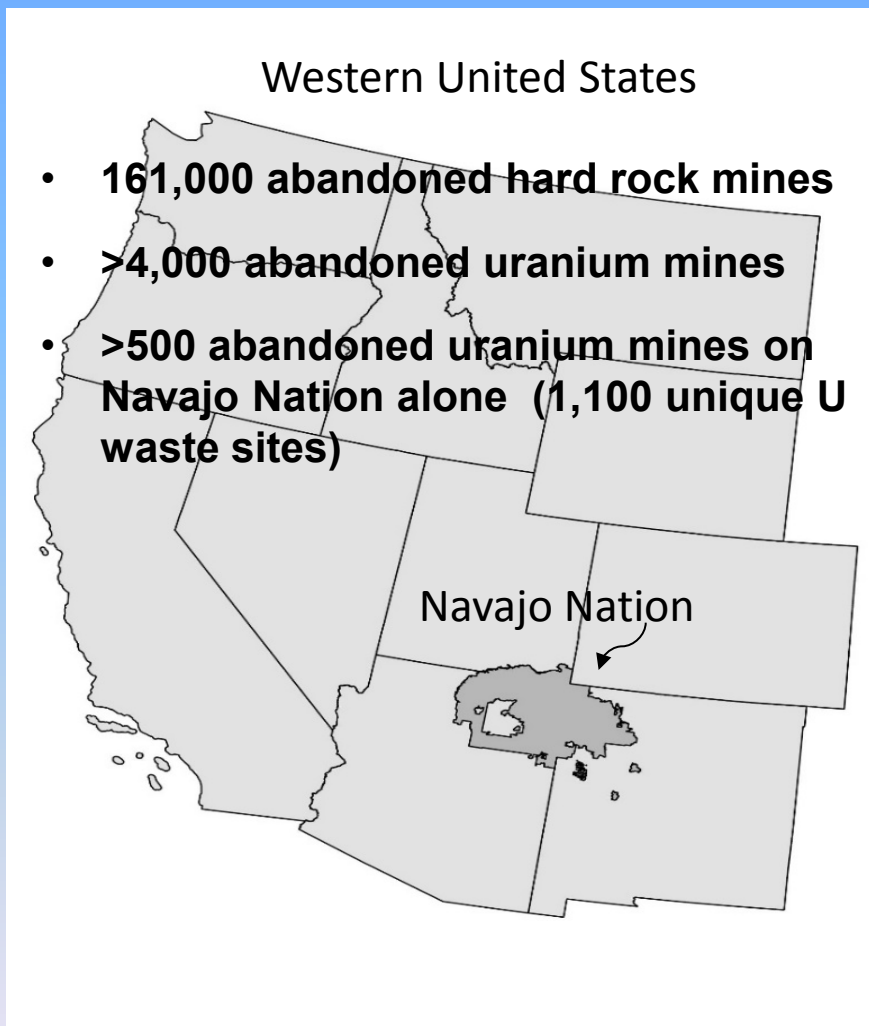 Western United States
• 161,000 abandoned hard rock mines
• >4,000 abandoned uranium mines
• >500 abandoned uranium mines on
Navajo Nation alone (1,100 unique U
waste sites)
Navajo Nation